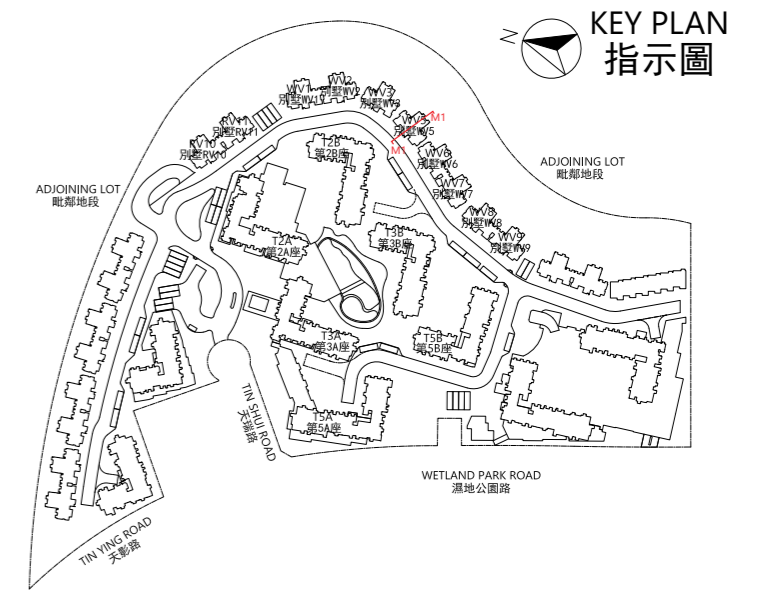 KEY PLAN
指示圖
N
WV1
別墅WV1
WV2
別墅WV2
WV3
別墅WV3
WV5
別墅WV5
M1
M1
RV11
別墅RV11
RV10
別墅RV10
T2B
第2B座
WV6
別墅WV6
WV7
別墅WV7
WV8
別墅WV8
WV9
別墅WV9
ADJOINING LOT
毗鄰地段
ADJOINING LOT
毗鄰地段
T2A
第2A座
T3B
第3B座
T3A
第3A座
T5B
第5B座
T5A
第5A座
TIN SHUI ROAD
天瑞路
WETLAND PARK ROAD
濕地公園路
TIN YING ROAD
天影路